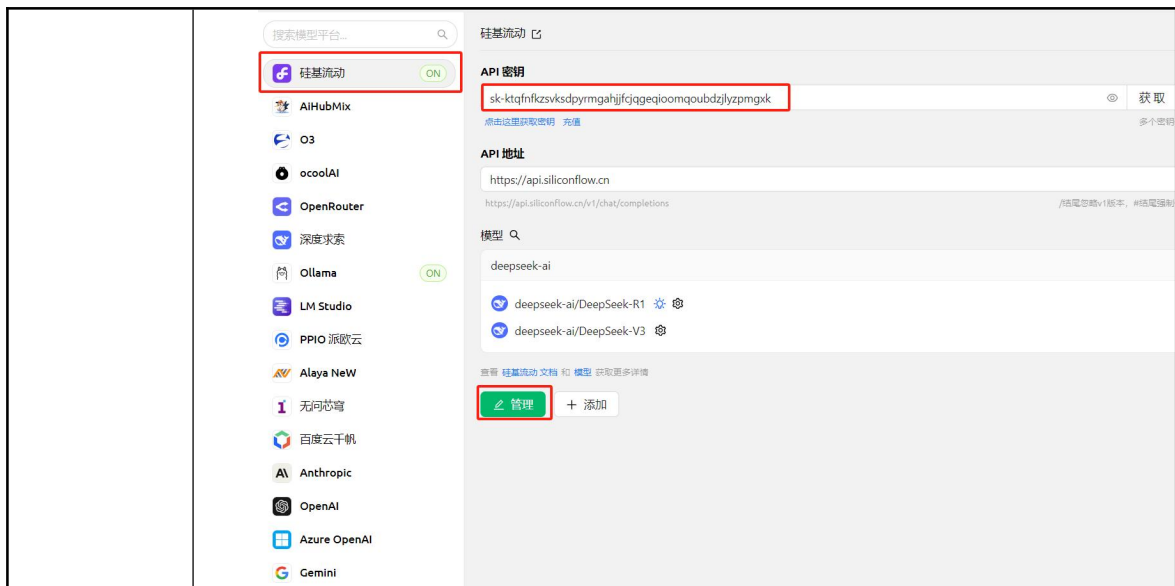 搜索模型平台...
硅基流动
ON
AiHubMix
O3
ocoolAI
OpenRouter
深度求索
Ollama
ON
LM Studio
PPIO 派欧云
Alaya NeW
无问芯穹
百度云千帆
Anthropic
OpenAI
Azure OpenAI
Gemini
硅基流动
API 密钥
sk-ktqfnfkzsvksdpyrmgahjjfcjqgeqioomqoubdzjlyzpmgxk
获取
点击这里获取密钥 充值
多个密钥
API 地址
https://api.siliconflow.cn
https://api.siliconflow.cn/v1/chat/completions
/结尾忽略v1版本，#结尾强制
模型
deepseek-ai
deepseek-ai/DeepSeek-R1
deepseek-ai/DeepSeek-V3
查看 硅基流动 文档 和 模型 获取更多详情
管理
+ 添加